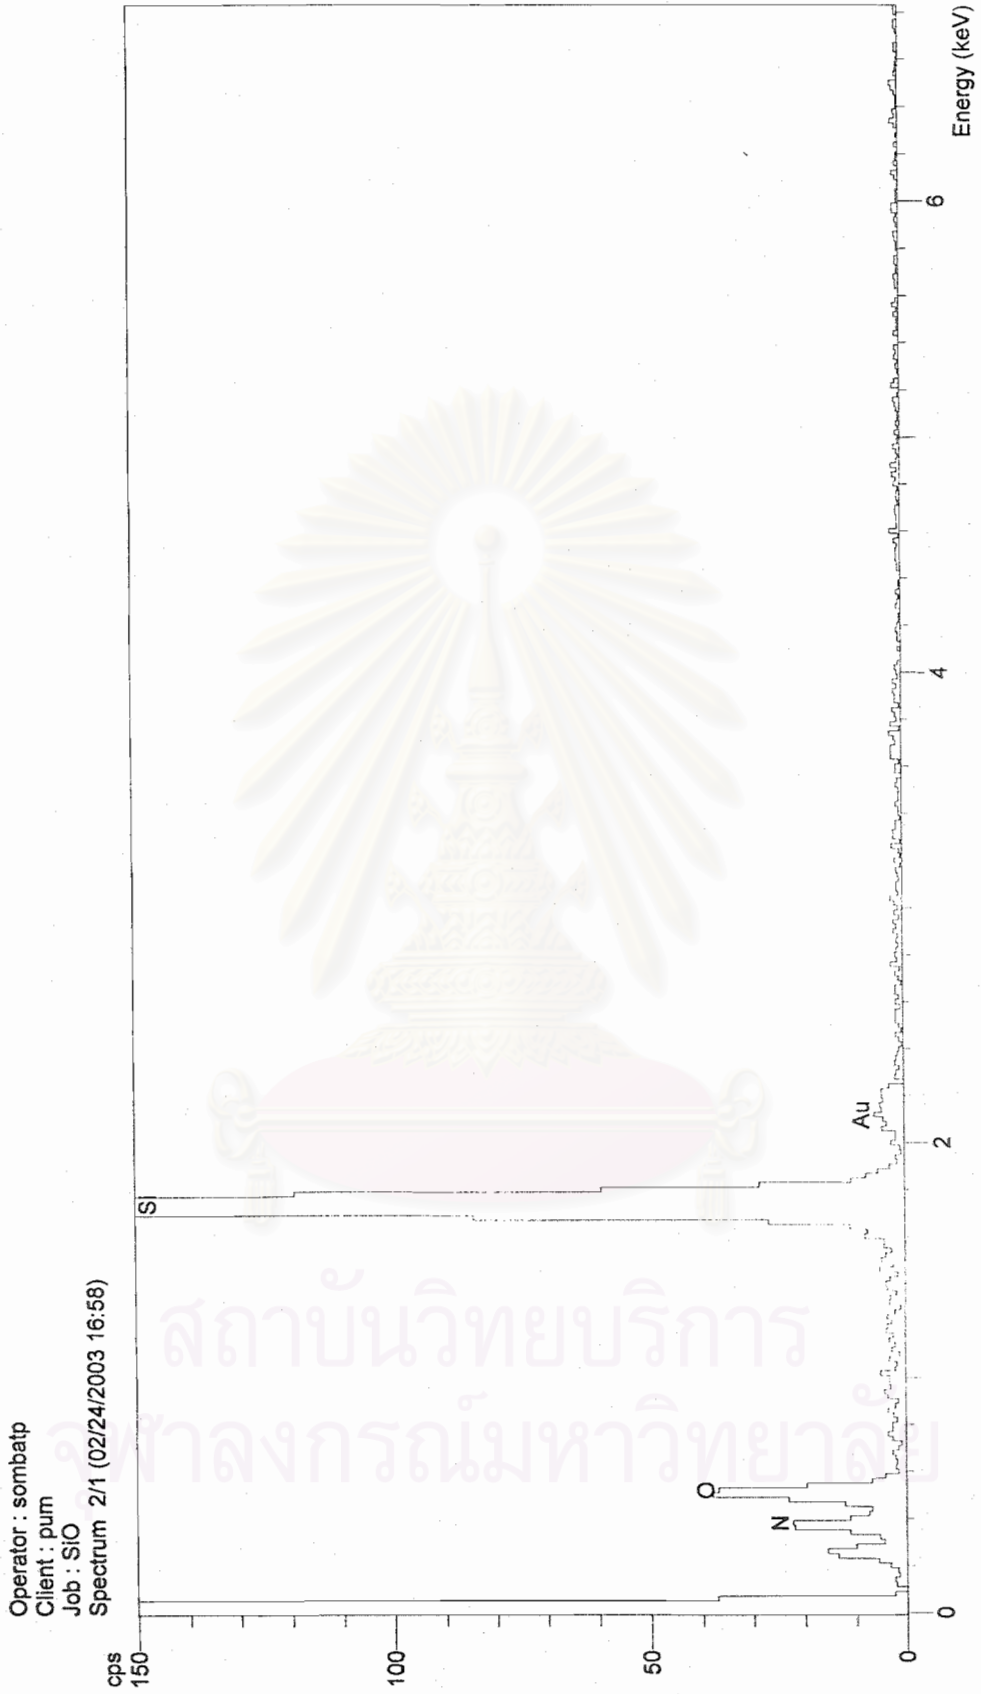 Operator : sombatp
Client : pum
Job : SiO
Spectrum 2/1 (02/24/2003 16:58)
cps
150
100
50
0
Si
O
N
Au
0
2
4
6
Energy (keV)
สถาบันวิทยบริการ
จุฬาลงกรณ์มหาวิทยาลัย